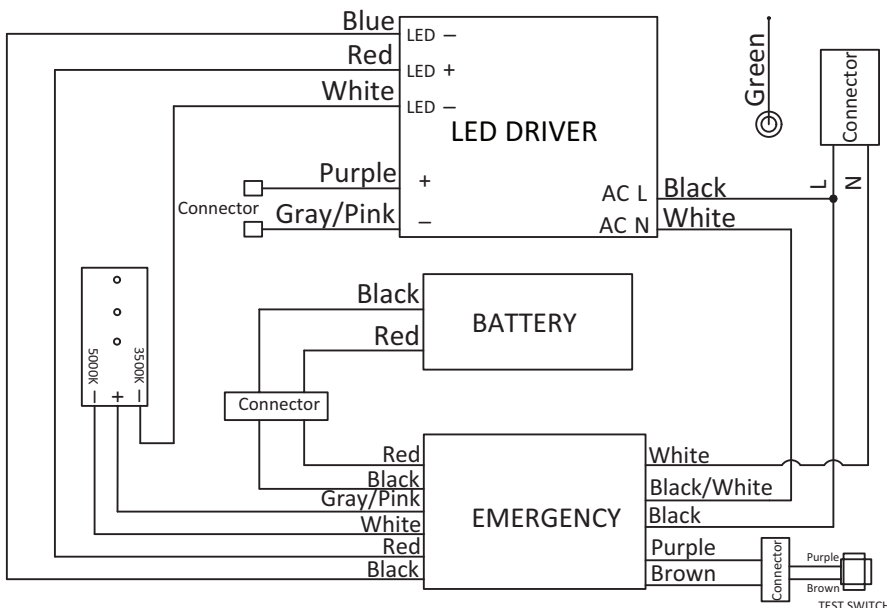 Blue
LED –
Red
LED +
White
LED –
LED DRIVER
Purple
+
Connector
Gray/Pink
–
AC L
Black
AC N
White
Green
Connector
L
N
5000K –
+
3500K –
Black
Red
BATTERY
Connector
Red
Black
Gray/Pink
White
Red
Black
EMERGENCY
White
Black/White
Black
Purple
Brown
Connector
Purple
Brown
TEST SWITCH